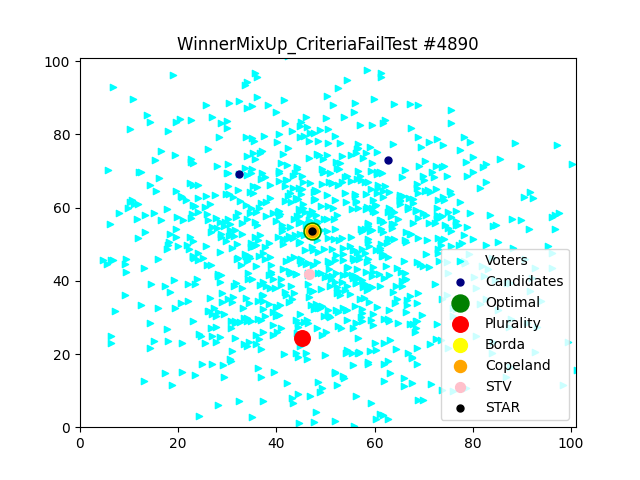 WinnerMixUp_CriteriaFailTest #4890
100
80
60
40
20
0
0
20
40
60
80
100
Voters
Candidates
Optimal
Plurality
Borda
Copeland
STV
STAR